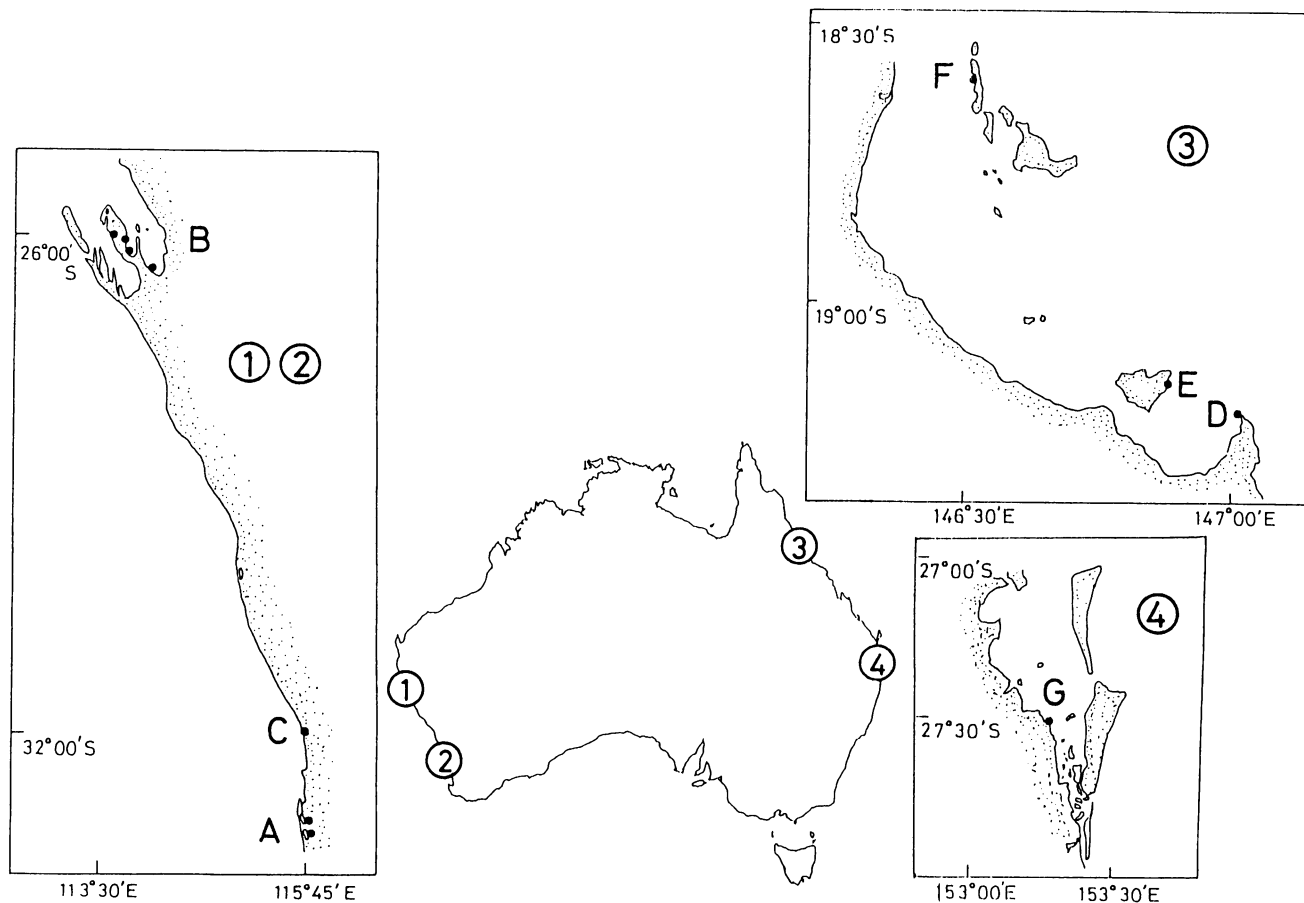 B
26°00'
S
① ②
C
32°00'S
A
113°30'E
115°45'E
①
②
③
④
18°30'S
F
③
19°00'S
E
D
146°30'E
147°00'E
27°00'S
④
G
27°30'S
153°00'E
153°30'E